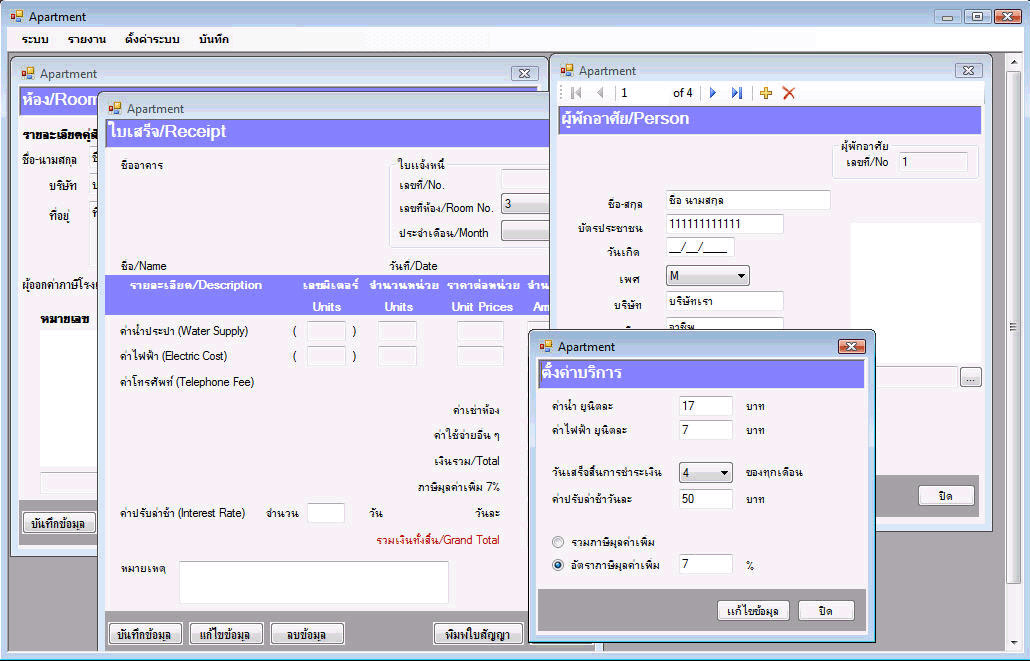 Apartment
ระบบ รายงาน ตั้งค่าระบบ บันทึก
Apartment
ห้อง/Room
รายละเอียดคู่สั
ชื่อ-นามสกุล
บริษัท
ที่อยู่
ผู้ออกค่าภาษีโรงเ
หมายเลข
บันทึกข้อมูล
Apartment
ใบเสร็จ/Receipt
ชื่ออาคาร
ใบแจ้งหนี้
เลขที่/No.
เลขที่ห้อง/Room No. 3
ประจำเดือน/Month
ชื่อ/Name วันที่/Date
รายละเอียด/Description เลขมิเตอร์ จำนวนหน่วย ราคาต่อหน่วย จำน
Units Units Unit Prices Am
ค่าน้ำประปา (Water Supply) ( )
ค่าไฟฟ้า (Electric Cost) ( )
ค่าโทรศัพท์ (Telephone Fee)
ค่าเช่าห้อง
ค่าใช้จ่ายอื่น ๆ
เงินรวม/Total
ภาษีมูลค่าเพิ่ม 7%
ค่าปรับล่าช้า (Interest Rate) จำนวน วัน วันละ
รวมเงินทั้งสิ้น/Grand Total
หมายเหตุ
บันทึกข้อมูล แก้ไขข้อมูล ลบข้อมูล พิมพ์ใบสัญญา
Apartment
1 of 4
ผู้พักอาศัย/Person
ผู้พักอาศัย
เลขที่/No 1
ชื่อ-สกุล ชื่อ นามสกุล
บัตรประชาชน 111111111111
วันเกิด __/__/____
เพศ M
บริษัท บริษัทเรา
อาชีพ
...
ปิด
Apartment
ตั้งค่าบริการ
ค่าน้ำ ยูนิตละ 17 บาท
ค่าไฟฟ้า ยูนิตละ 7 บาท
วันเสร็จสิ้นการชำระเงิน 4 ของทุกเดือน
ค่าปรับล่าช้าวันละ 50 บาท
รวมภาษีมูลค่าเพิ่ม
อัตราภาษีมูลค่าเพิ่ม 7 %
แก้ไขข้อมูล ปิด